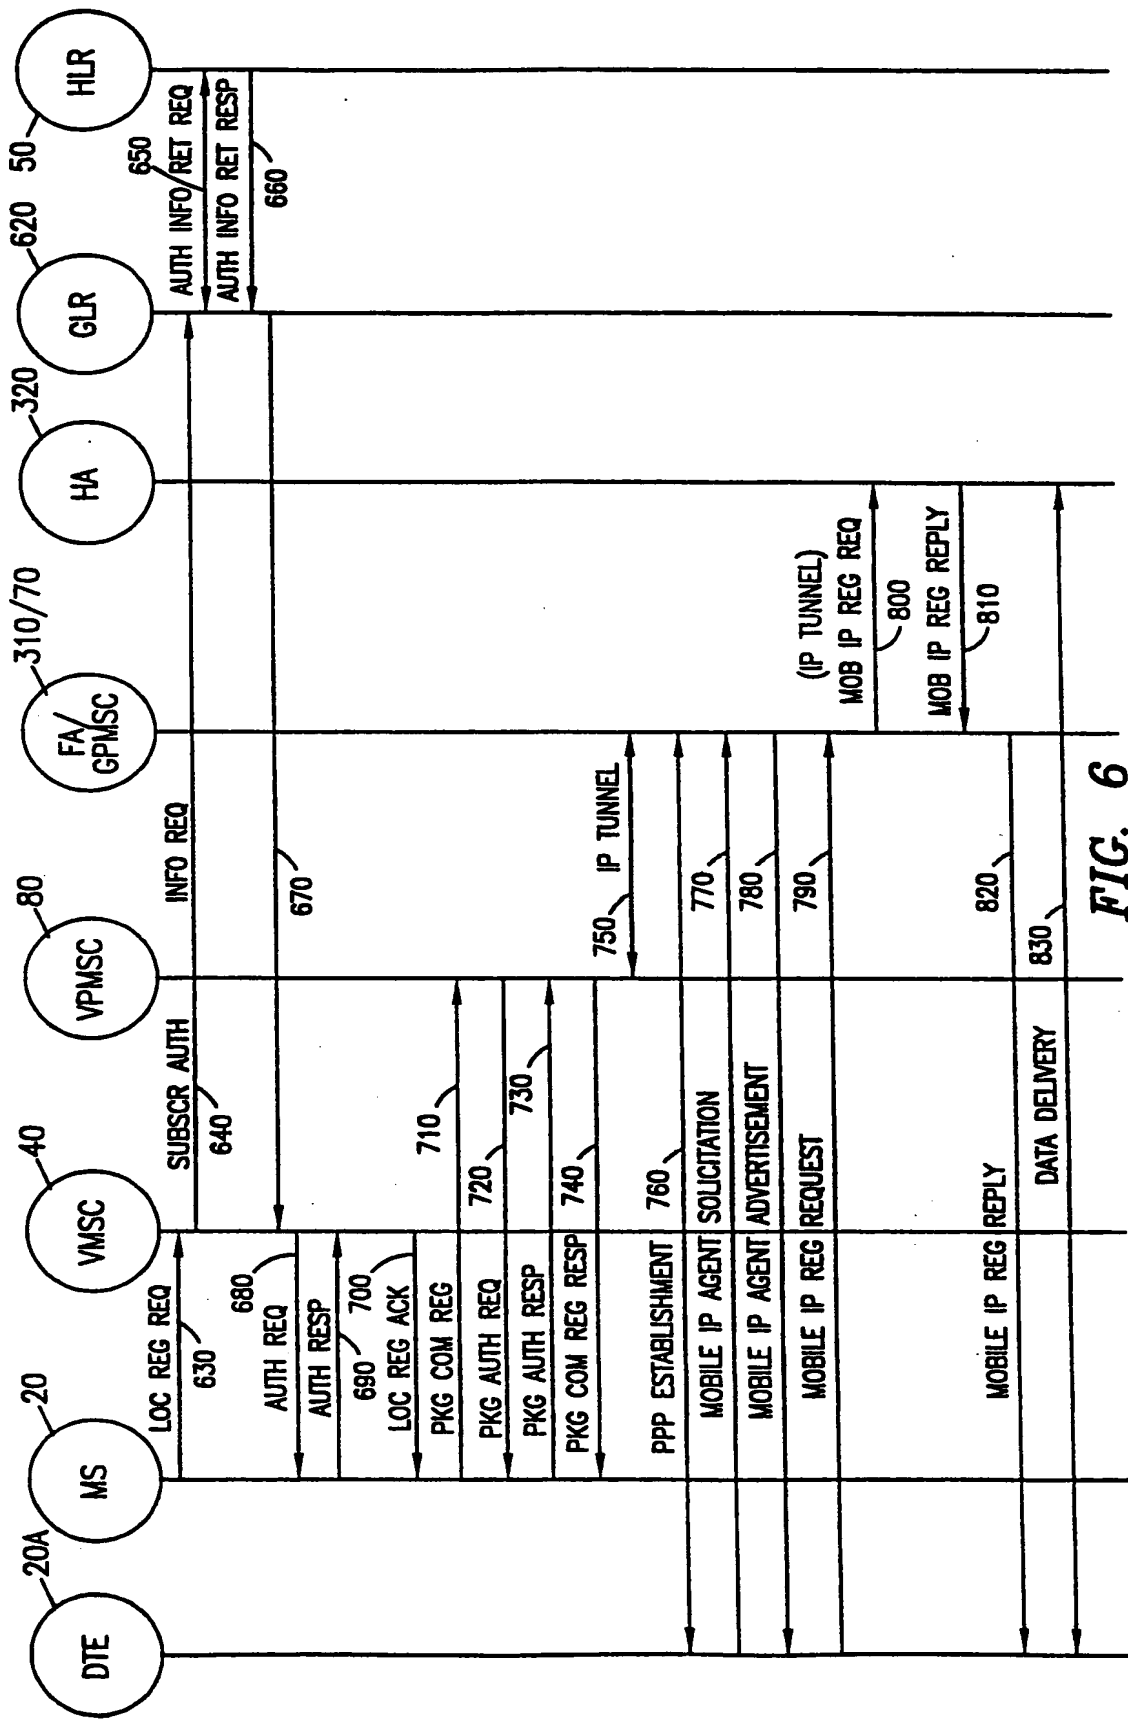 20A
20
40
80
310/70
320
620
50
DTE
MS
VMSC
VPMSC
FA/
GPMSC
HA
GLR
HLR
LOC REG REQ
630
SUBSCR AUTH
INFO REQ
640
AUTH INFO RET REQ
650
AUTH INFO RET RESP
660
670
680
AUTH REQ
AUTH RESP
690
700
LOC REG ACK
PKG COM REG
710
PKG AUTH REQ
720
PKG AUTH RESP
730
PKG COM REG RESP
740
750
IP TUNNEL
PPP ESTABLISHMENT
760
MOBILE IP AGENT SOLICITATION
770
MOBILE IP AGENT ADVERTISEMENT
780
MOBILE IP REG REQUEST
790
(IP TUNNEL)
MOB IP REG REQ
800
MOB IP REG REPLY
810
MOBILE IP REG REPLY
820
DATA DELIVERY
830
FIG. 6